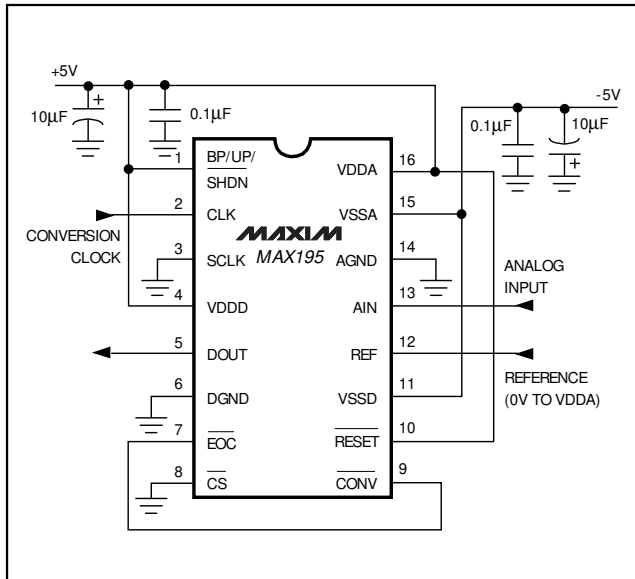 +5V
10µF
+
0.1µF
-5V
0.1µF
10µF
+
1
BP/UP/
SHDN
2
CLK
3
SCLK
4
VDDD
5
DOUT
6
DGND
7
EOC
8
CS
MAXIM
MAX195
VDDA
16
VSSA
15
AGND
14
AIN
13
REF
12
VSSD
11
RESET
10
CONV
9
CONVERSION
CLOCK
ANALOG
INPUT
REFERENCE
(0V TO VDDA)